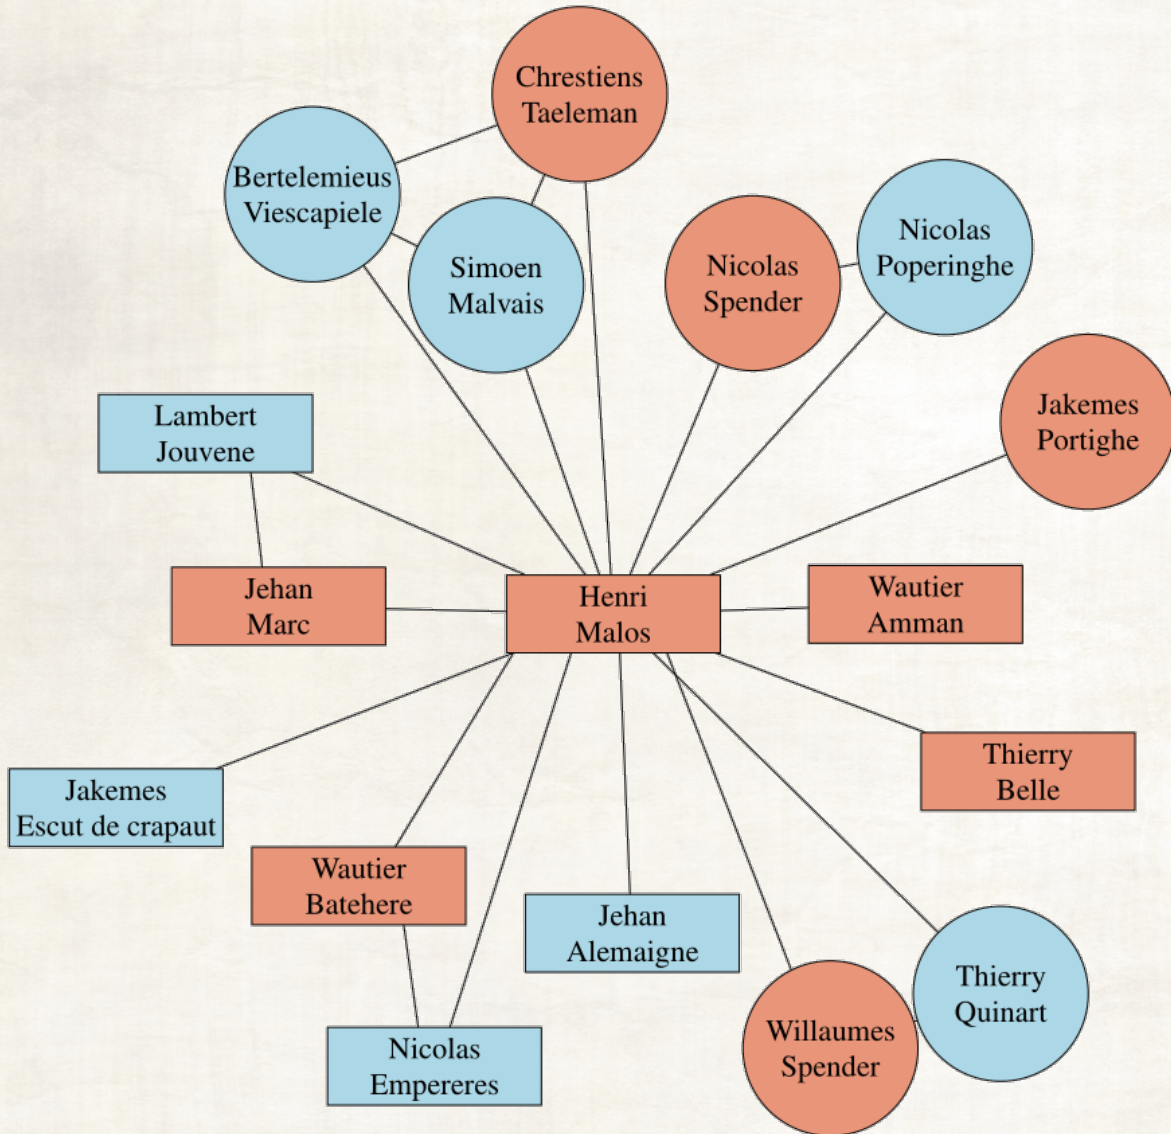 Chrestiens
Taeleman
Bertelemieus
Viescapiele
Simoen
Malvais
Nicolas
Spender
Nicolas
Poperinghe
Jakemes
Portighe
Lambert
Jouvene
Jehan
Marc
Henri
Malos
Wautier
Amman
Thierry
Belle
Jakemes
Escut de crapaut
Wautier
Batehere
Jehan
Alemaigne
Nicolas
Empereres
Willaumes
Spender
Thierry
Quinart